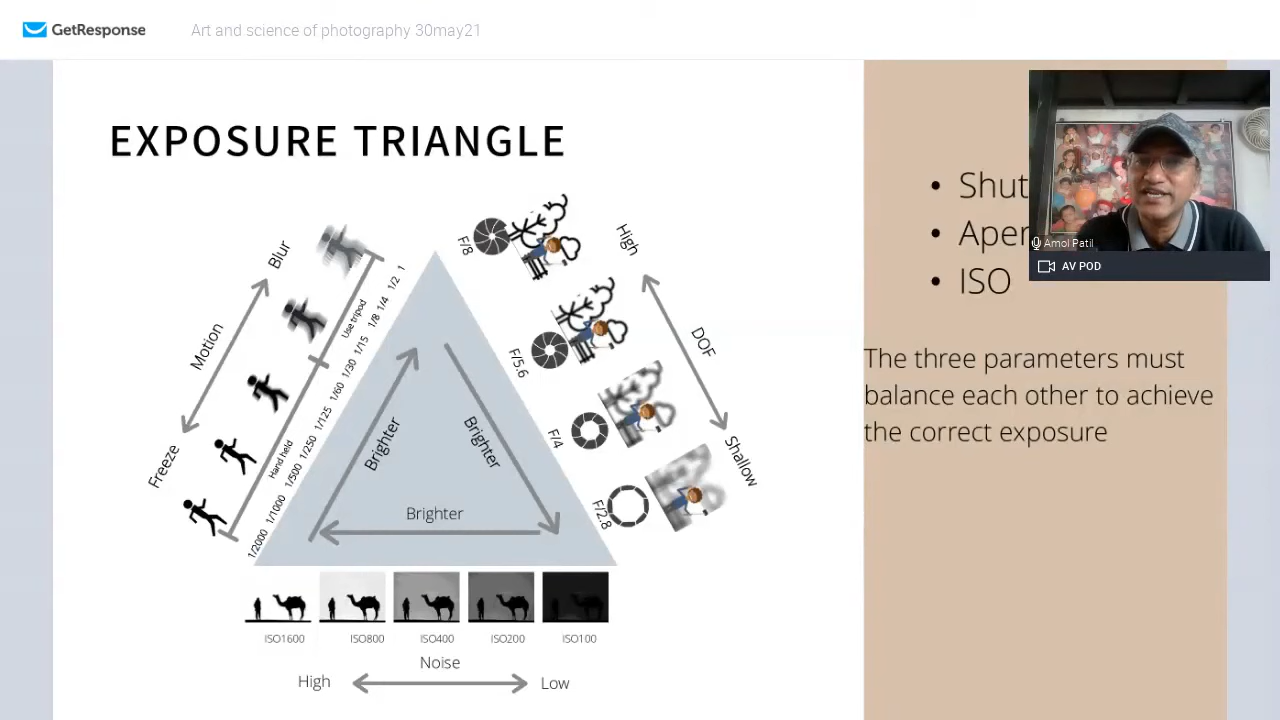 GetResponse
Art and science of photography 30may21
EXPOSURE TRIANGLE
Blur
Motion
Freeze
Use tripod
Hand held
1
1/2
1/4
1/8
1/15
1/30
1/60
1/125
1/250
1/500
1/1000
1/2000
F/8
F/5.6
F/4
F/2.8
High
DOF
Shallow
Brighter
Brighter
Brighter
ISO1600 ISO800 ISO400 ISO200 ISO100
Noise
High Low
• Shut
• Aper
• ISO
The three parameters must
balance each other to achieve
the correct exposure
Amol Patil
AV POD